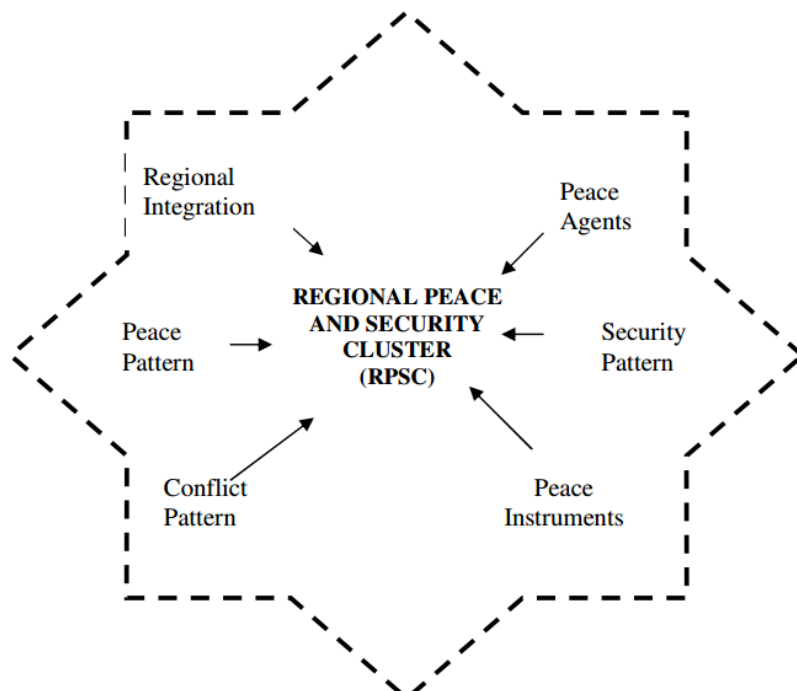 Regional
Integration
Peace
Agents
REGIONAL PEACE
AND SECURITY
CLUSTER
(RPSC)
Peace
Pattern
Security
Pattern
Conflict
Pattern
Peace
Instruments